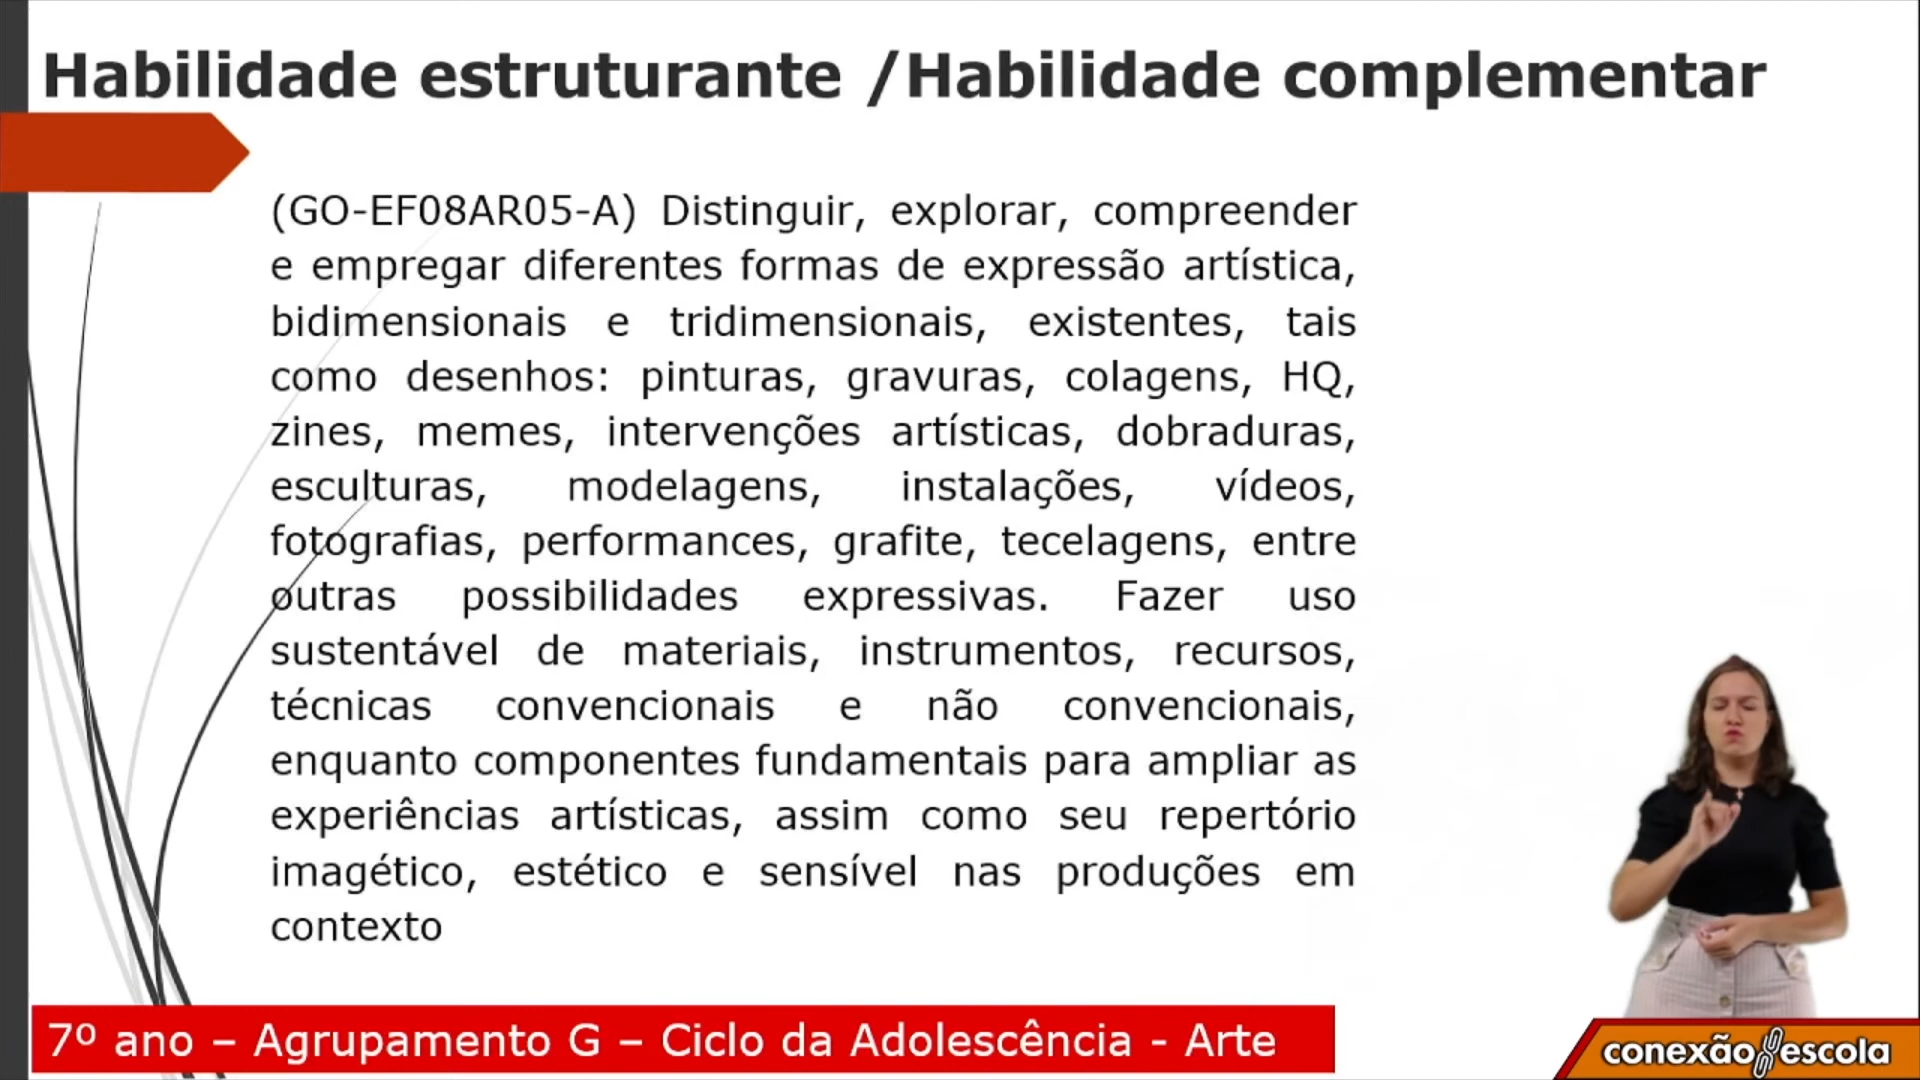 Habilidade estruturante /Habilidade complementar
(GO-EF08AR05-A) Distinguir, explorar, compreender
e empregar diferentes formas de expressão artística,
bidimensionais e tridimensionais, existentes, tais
como desenhos: pinturas, gravuras, colagens, HQ,
zines, memes, intervenções artísticas, dobraduras,
esculturas, modelagens, instalações, vídeos,
fotografias, performances, grafite, tecelagens, entre
outras possibilidades expressivas. Fazer uso
sustentável de materiais, instrumentos, recursos,
técnicas convencionais e não convencionais,
enquanto componentes fundamentais para ampliar as
experiências artísticas, assim como seu repertório
imagético, estético e sensível nas produções em
contexto
7º ano – Agrupamento G – Ciclo da Adolescência - Arte
conexão escola